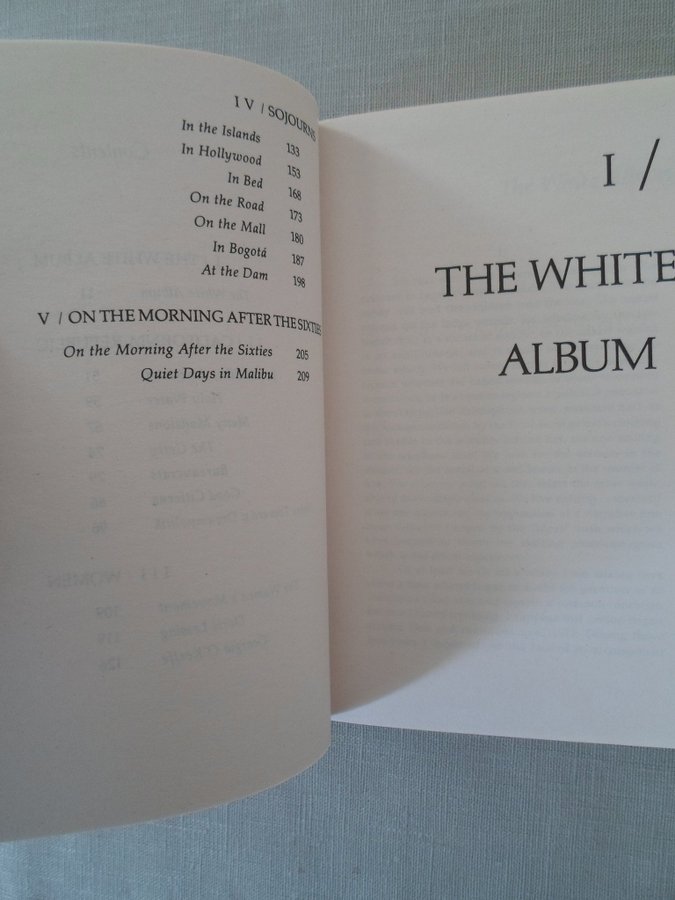 IV / SOJOURNS
In the Islands 133
In Hollywood 153
In Bed 168
On the Road 173
On the Mall 180
In Bogotá 187
At the Dam 198
V / ON THE MORNING AFTER THE SIXTIES
On the Morning After the Sixties 205
Quiet Days in Malibu 209
I /
THE WHITE
ALBUM